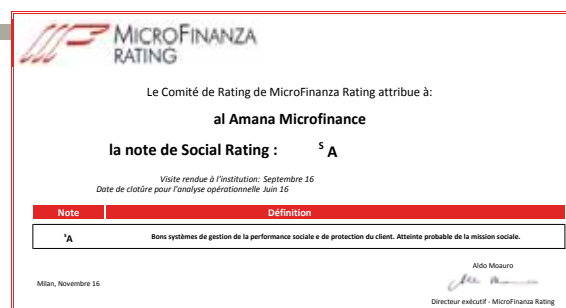 MICROFINANZA
RATING
Le Comité de Rating de MicroFinanza Rating attribue à:
al Amana Microfinance
la note de Social Rating : S A
Visite rendue à l'institution: Septembre 16
Date de clotûre pour l'analyse opérationnelle Juin 16
Note Définition
sA Bons systèmes de gestion de la performance sociale e de protection du client. Atteinte probable de la mission sociale.
Aldo Moauro
Milan, Novembre 16
Directeur exécutif - MicroFinanza Rating